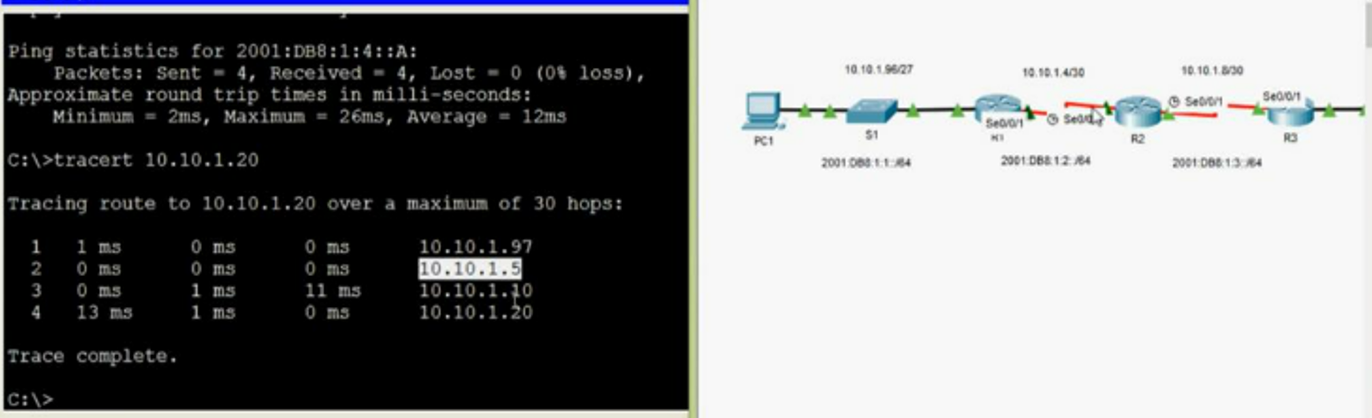 Ping statistics for 2001:DB8:1:4::A:
Packets: Sent = 4, Received = 4, Lost = 0 (0% loss),
Approximate round trip times in milli-seconds:
Minimum = 2ms, Maximum = 26ms, Average = 12ms
C:\>tracert 10.10.1.20
Tracing route to 10.10.1.20 over a maximum of 30 hops:
1 1 ms 0 ms 0 ms 10.10.1.97
2 0 ms 0 ms 0 ms 10.10.1.5
3 0 ms 1 ms 11 ms 10.10.1.10
4 13 ms 1 ms 0 ms 10.10.1.20
Trace complete.
C:\>
10.10.1.96/27
10.10.1.4/30
10.10.1.8/30
Se0/0/1
Se0/0/1
Se0/0/1
PC1
S1
R1
R2
R3
2001:DB8:1:1::/64
2001:DB8:1:2::/64
2001:DB8:1:3::/64